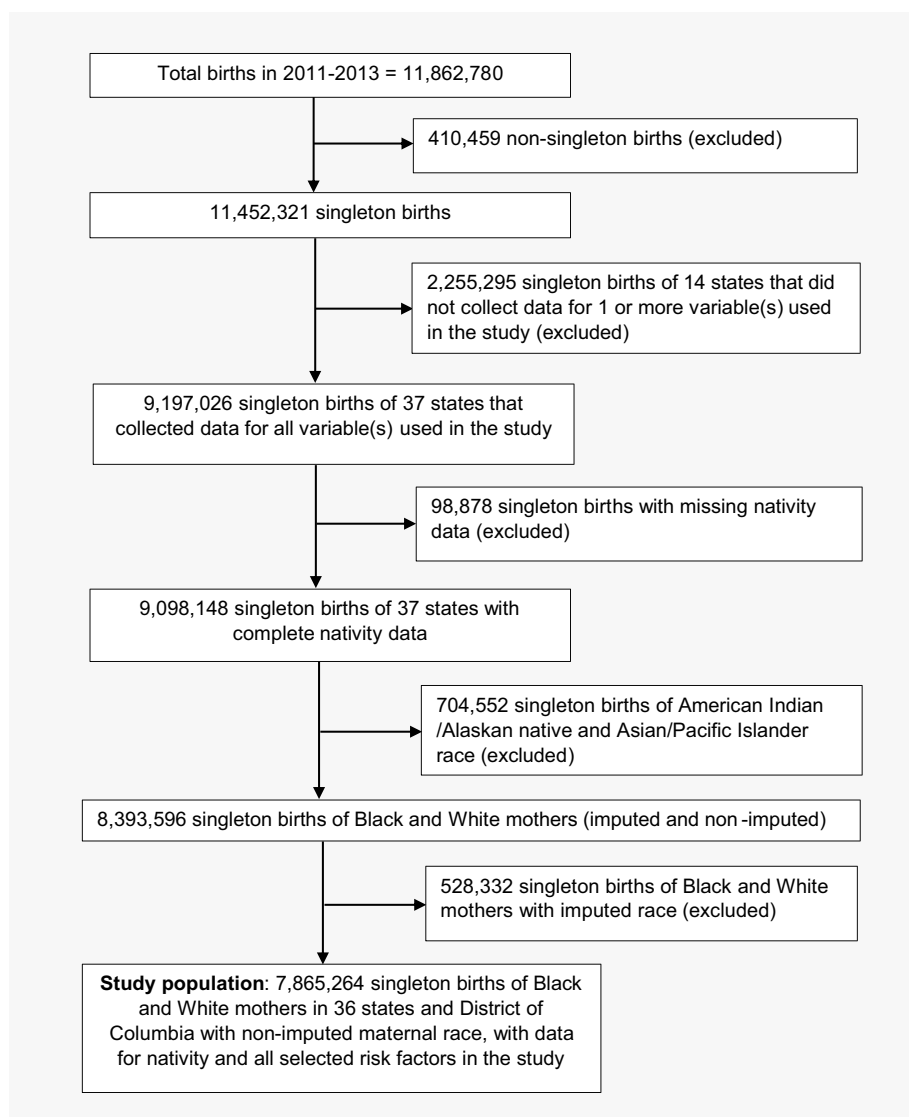 Total births in 2011-2013 = 11,862,780
410,459 non-singleton births (excluded)
11,452,321 singleton births
2,255,295 singleton births of 14 states that did
not collect data for 1 or more variable(s) used
in the study (excluded)
9,197,026 singleton births of 37 states that
collected data for all variable(s) used in the study
98,878 singleton births with missing nativity
data (excluded)
9,098,148 singleton births of 37 states with
complete nativity data
704,552 singleton births of American Indian
/Alaskan native and Asian/Pacific Islander
race (excluded)
8,393,596 singleton births of Black and White mothers (imputed and non-imputed)
528,332 singleton births of Black and White
mothers with imputed race (excluded)
Study population: 7,865,264 singleton births of Black
and White mothers in 36 states and District of
Columbia with non-imputed maternal race, with data
for nativity and all selected risk factors in the study